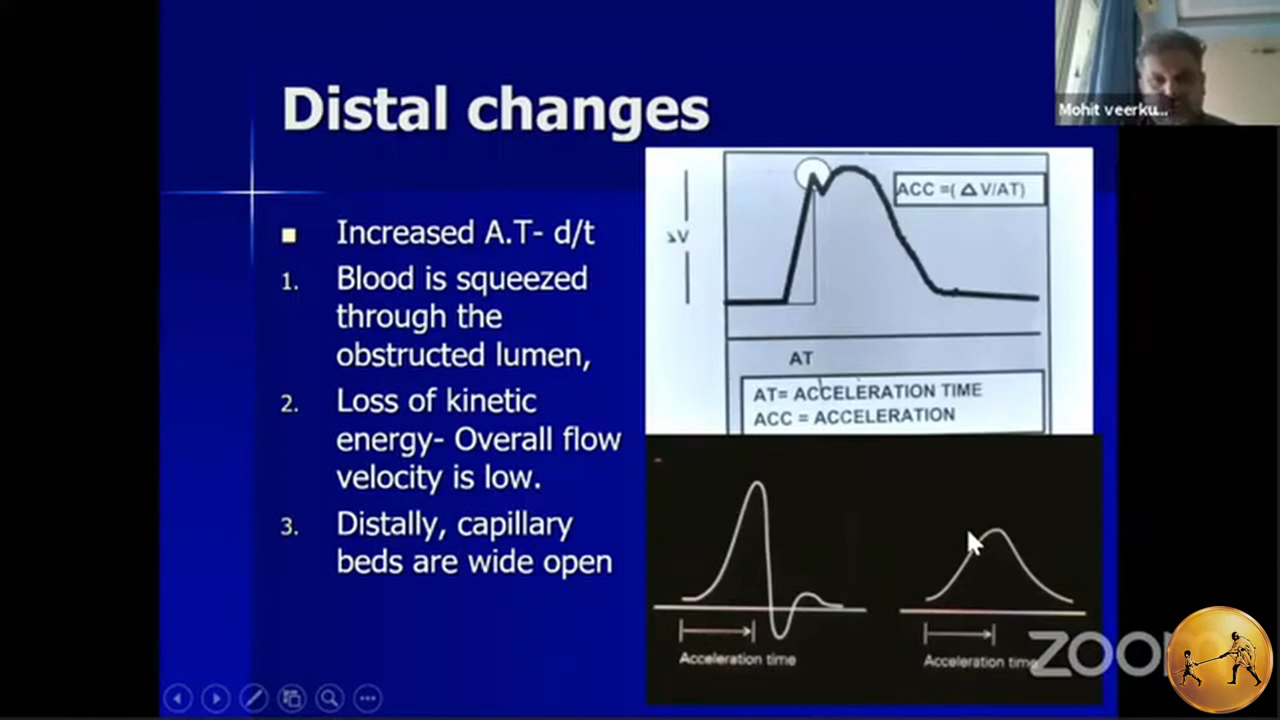 Mohit veerku...
Distal changes
Increased A.T- d/t
1. Blood is squeezed
through the
obstructed lumen,
2. Loss of kinetic
energy- Overall flow
velocity is low.
3. Distally, capillary
beds are wide open
ACC =( △ V/AT)
AT
AT= ACCELERATION TIME
ACC = ACCELERATION
Acceleration time
Acceleration time
zoom